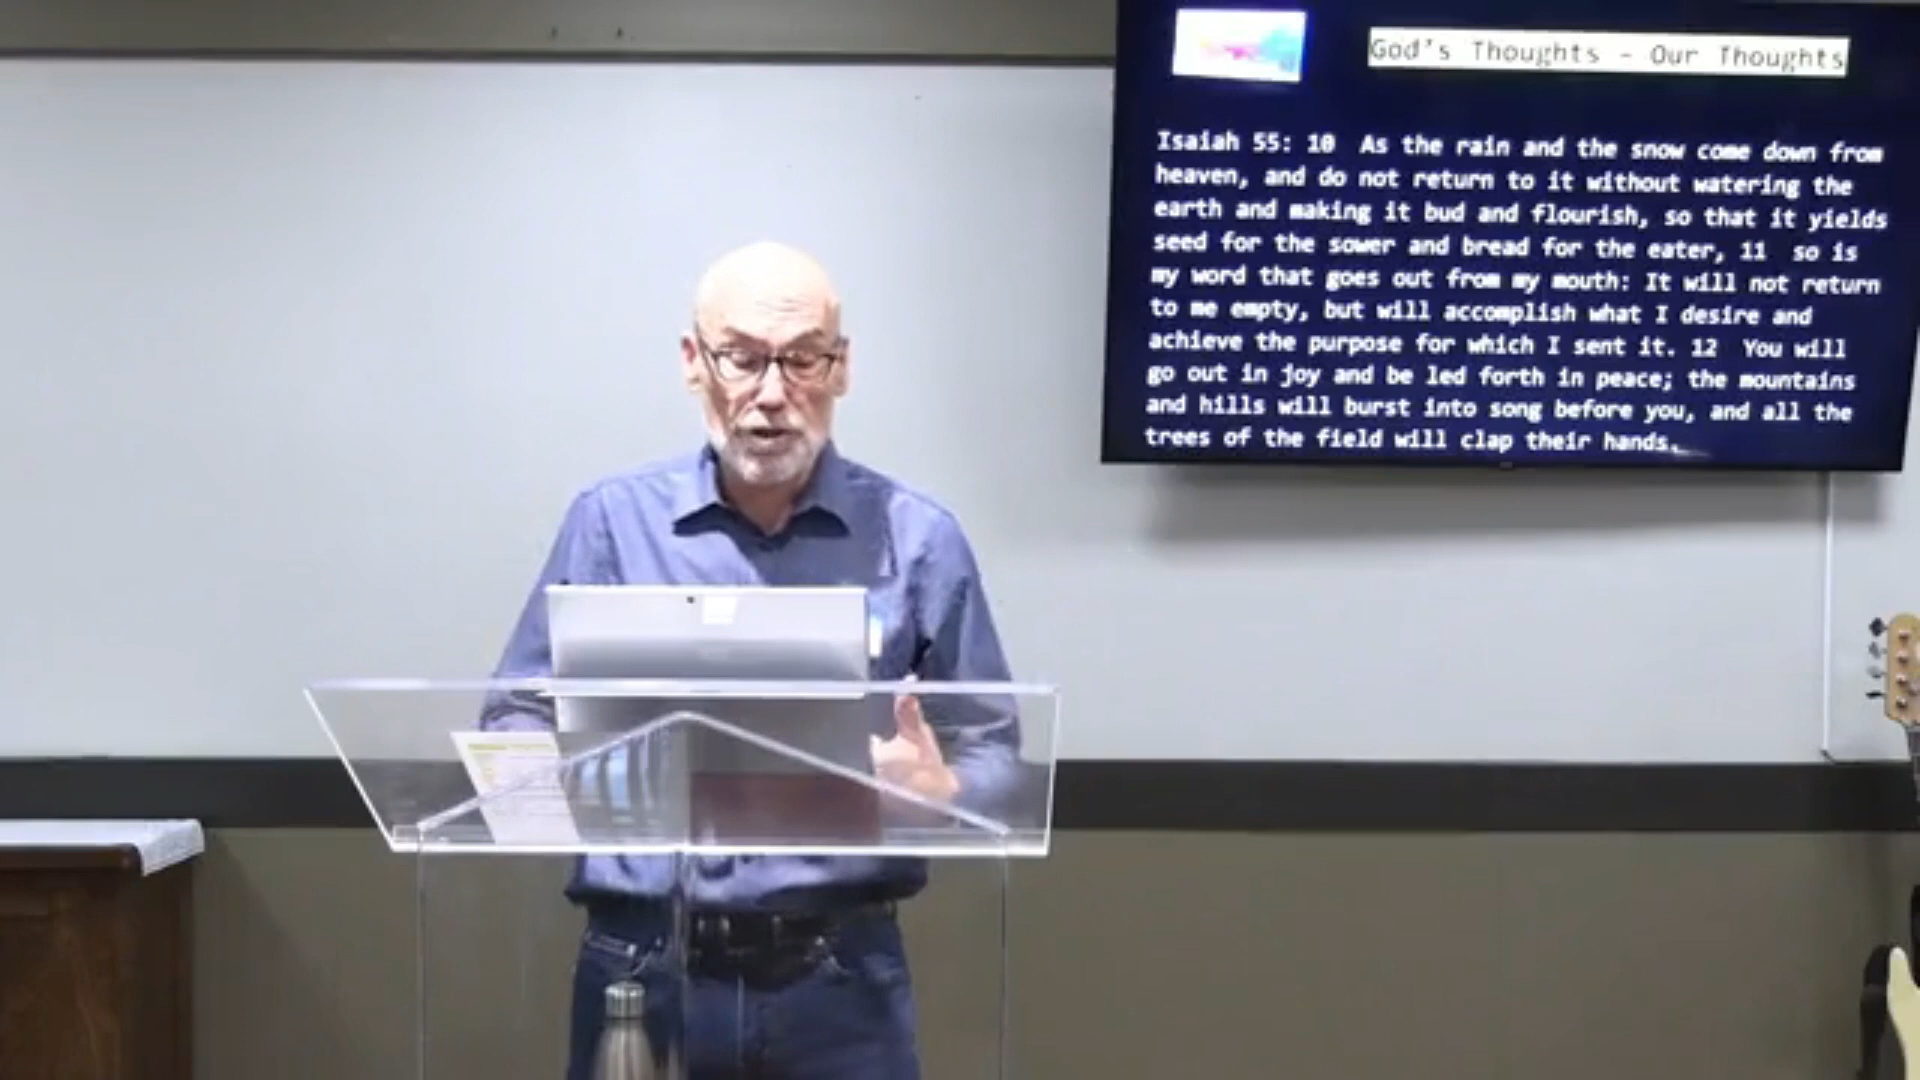 God's Thoughts - Our Thoughts
Isaiah 55: 10 As the rain and the snow come down from
heaven, and do not return to it without watering the
earth and making it bud and flourish, so that it yields
seed for the sower and bread for the eater, 11 so is
my word that goes out from my mouth: It will not return
to me empty, but will accomplish what I desire and
achieve the purpose for which I sent it. 12 You will
go out in joy and be led forth in peace; the mountains
and hills will burst into song before you, and all the
trees of the field will clap their hands.